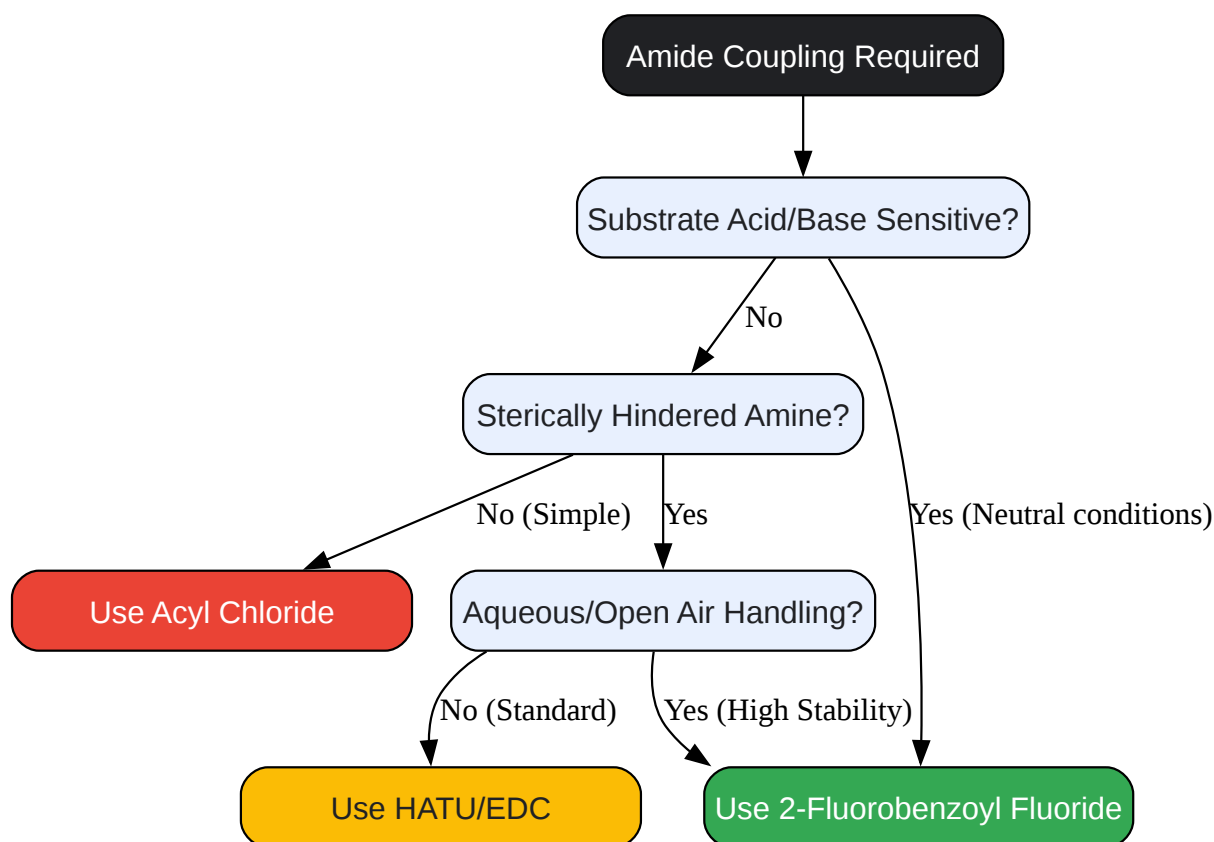 Amide Coupling Required
Substrate Acid/Base Sensitive?
No
Sterically Hindered Amine?
No (Simple)
Yes
Yes (Neutral conditions)
Use Acyl Chloride
Aqueous/Open Air Handling?
No (Standard)
Yes (High Stability)
Use HATU/EDC
Use 2-Fluorobenzoyl Fluoride